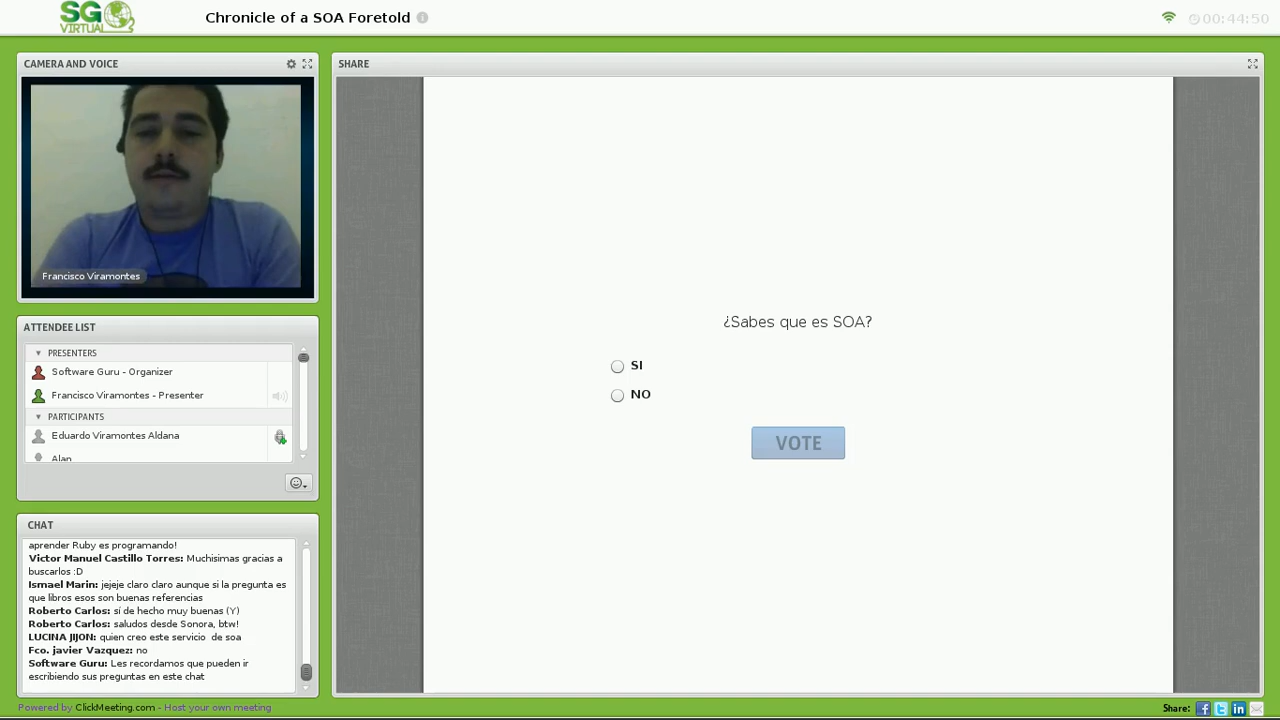 SG
VIRTUAL
Chronicle of a SOA Foretold
00:44:50
CAMERA AND VOICE
Francisco Viramontes
ATTENDEE LIST
PRESENTERS
Software Guru - Organizer
Francisco Viramontes - Presenter
PARTICIPANTS
Eduardo Viramontes Aldana
Alan
CHAT
aprender Ruby es programando!
Victor Manuel Castillo Torres: Muchisimas gracias a
buscarlos :D
Ismael Marin: jejeje claro claro aunque si la pregunta es
que libros esos son buenas referencias
Roberto Carlos: sí de hecho muy buenas (Y)
Roberto Carlos: saludos desde Sonora, btw!
LUCINA JIJON: quien creo este servicio de soa
Fco. javier Vazquez: no
Software Guru: Les recordamos que pueden ir
escribiendo sus preguntas en este chat
SHARE
¿Sabes que es SOA?
SI
NO
VOTE
Powered by ClickMeeting.com - Host your own meeting
Share: